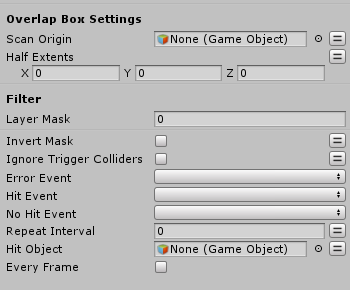 Overlap Box Settings
Scan Origin None (Game Object)
Half Extents
X 0 Y 0 Z 0
Filter
Layer Mask 0
Invert Mask
Ignore Trigger Colliders
Error Event
Hit Event
No Hit Event
Repeat Interval 0
Hit Object None (Game Object)
Every Frame